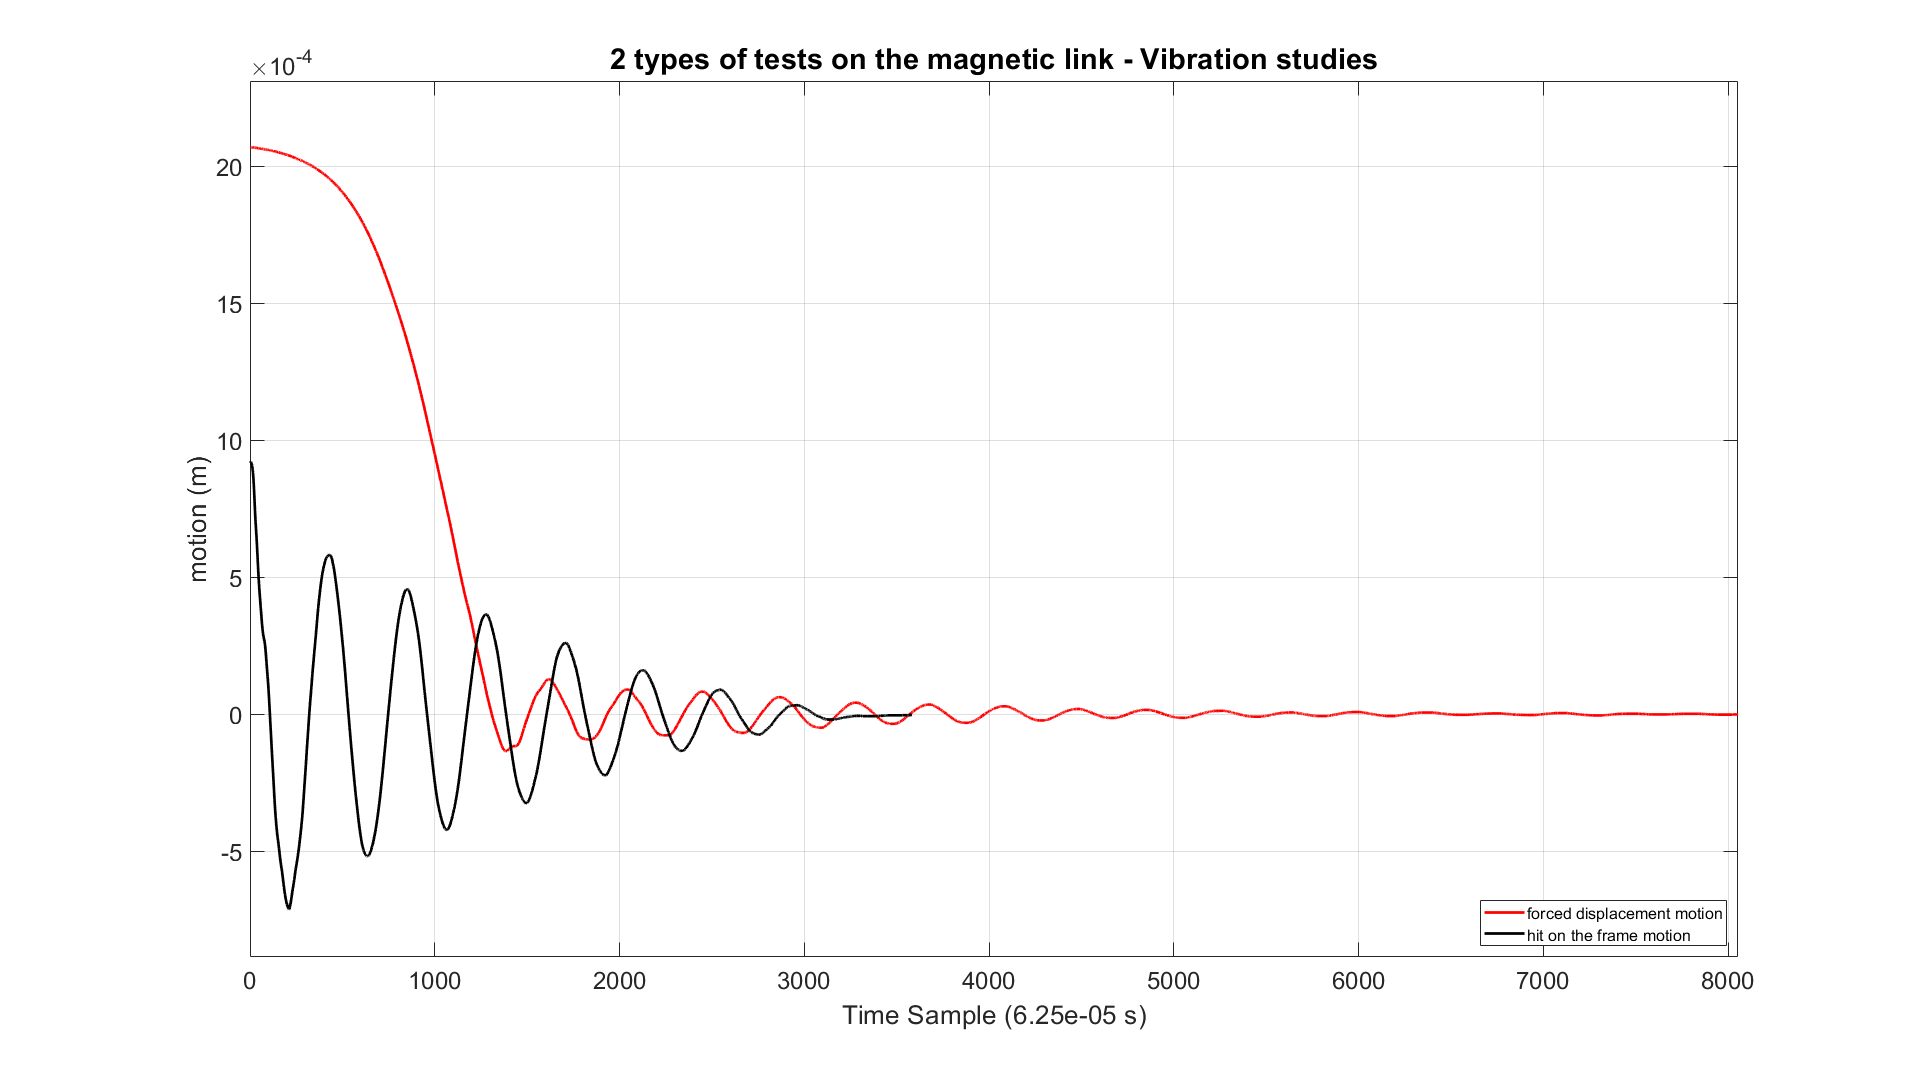 2 types of tests on the magnetic link - Vibration studies
×10-4
20
15
10
5
0
-5
motion (m)
0 1000 2000 3000 4000 5000 6000 7000 8000
Time Sample (6.25e-05 s)
forced displacement motion
hit on the frame motion